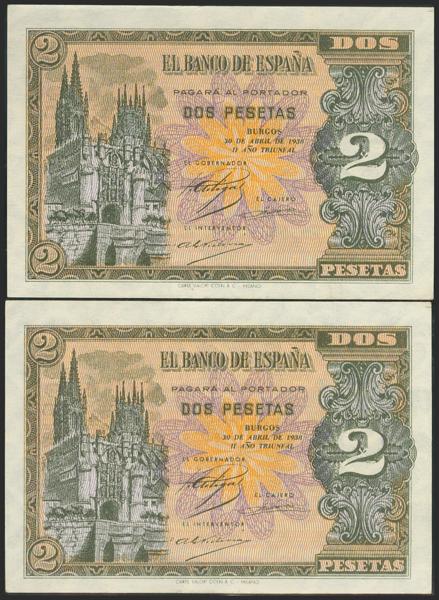 2 DOS
EL BANCO DE ESPAÑA
PAGARÁ AL PORTADOR
DOS PESETAS
BURGOS
30 DE ABRIL DE 1938
II AÑO TRIUNFAL
EL GOBERNADOR
2
EL CAJERO
EL INTERVENTOR
2 PESETAS
2 DOS
EL BANCO DE ESPAÑA
PAGARÁ AL PORTADOR
DOS PESETAS
BURGOS
30 DE ABRIL DE 1938
II AÑO TRIUNFAL
EL GOBERNADOR
2
EL CAJERO
EL INTERVENTOR
2 PESETAS